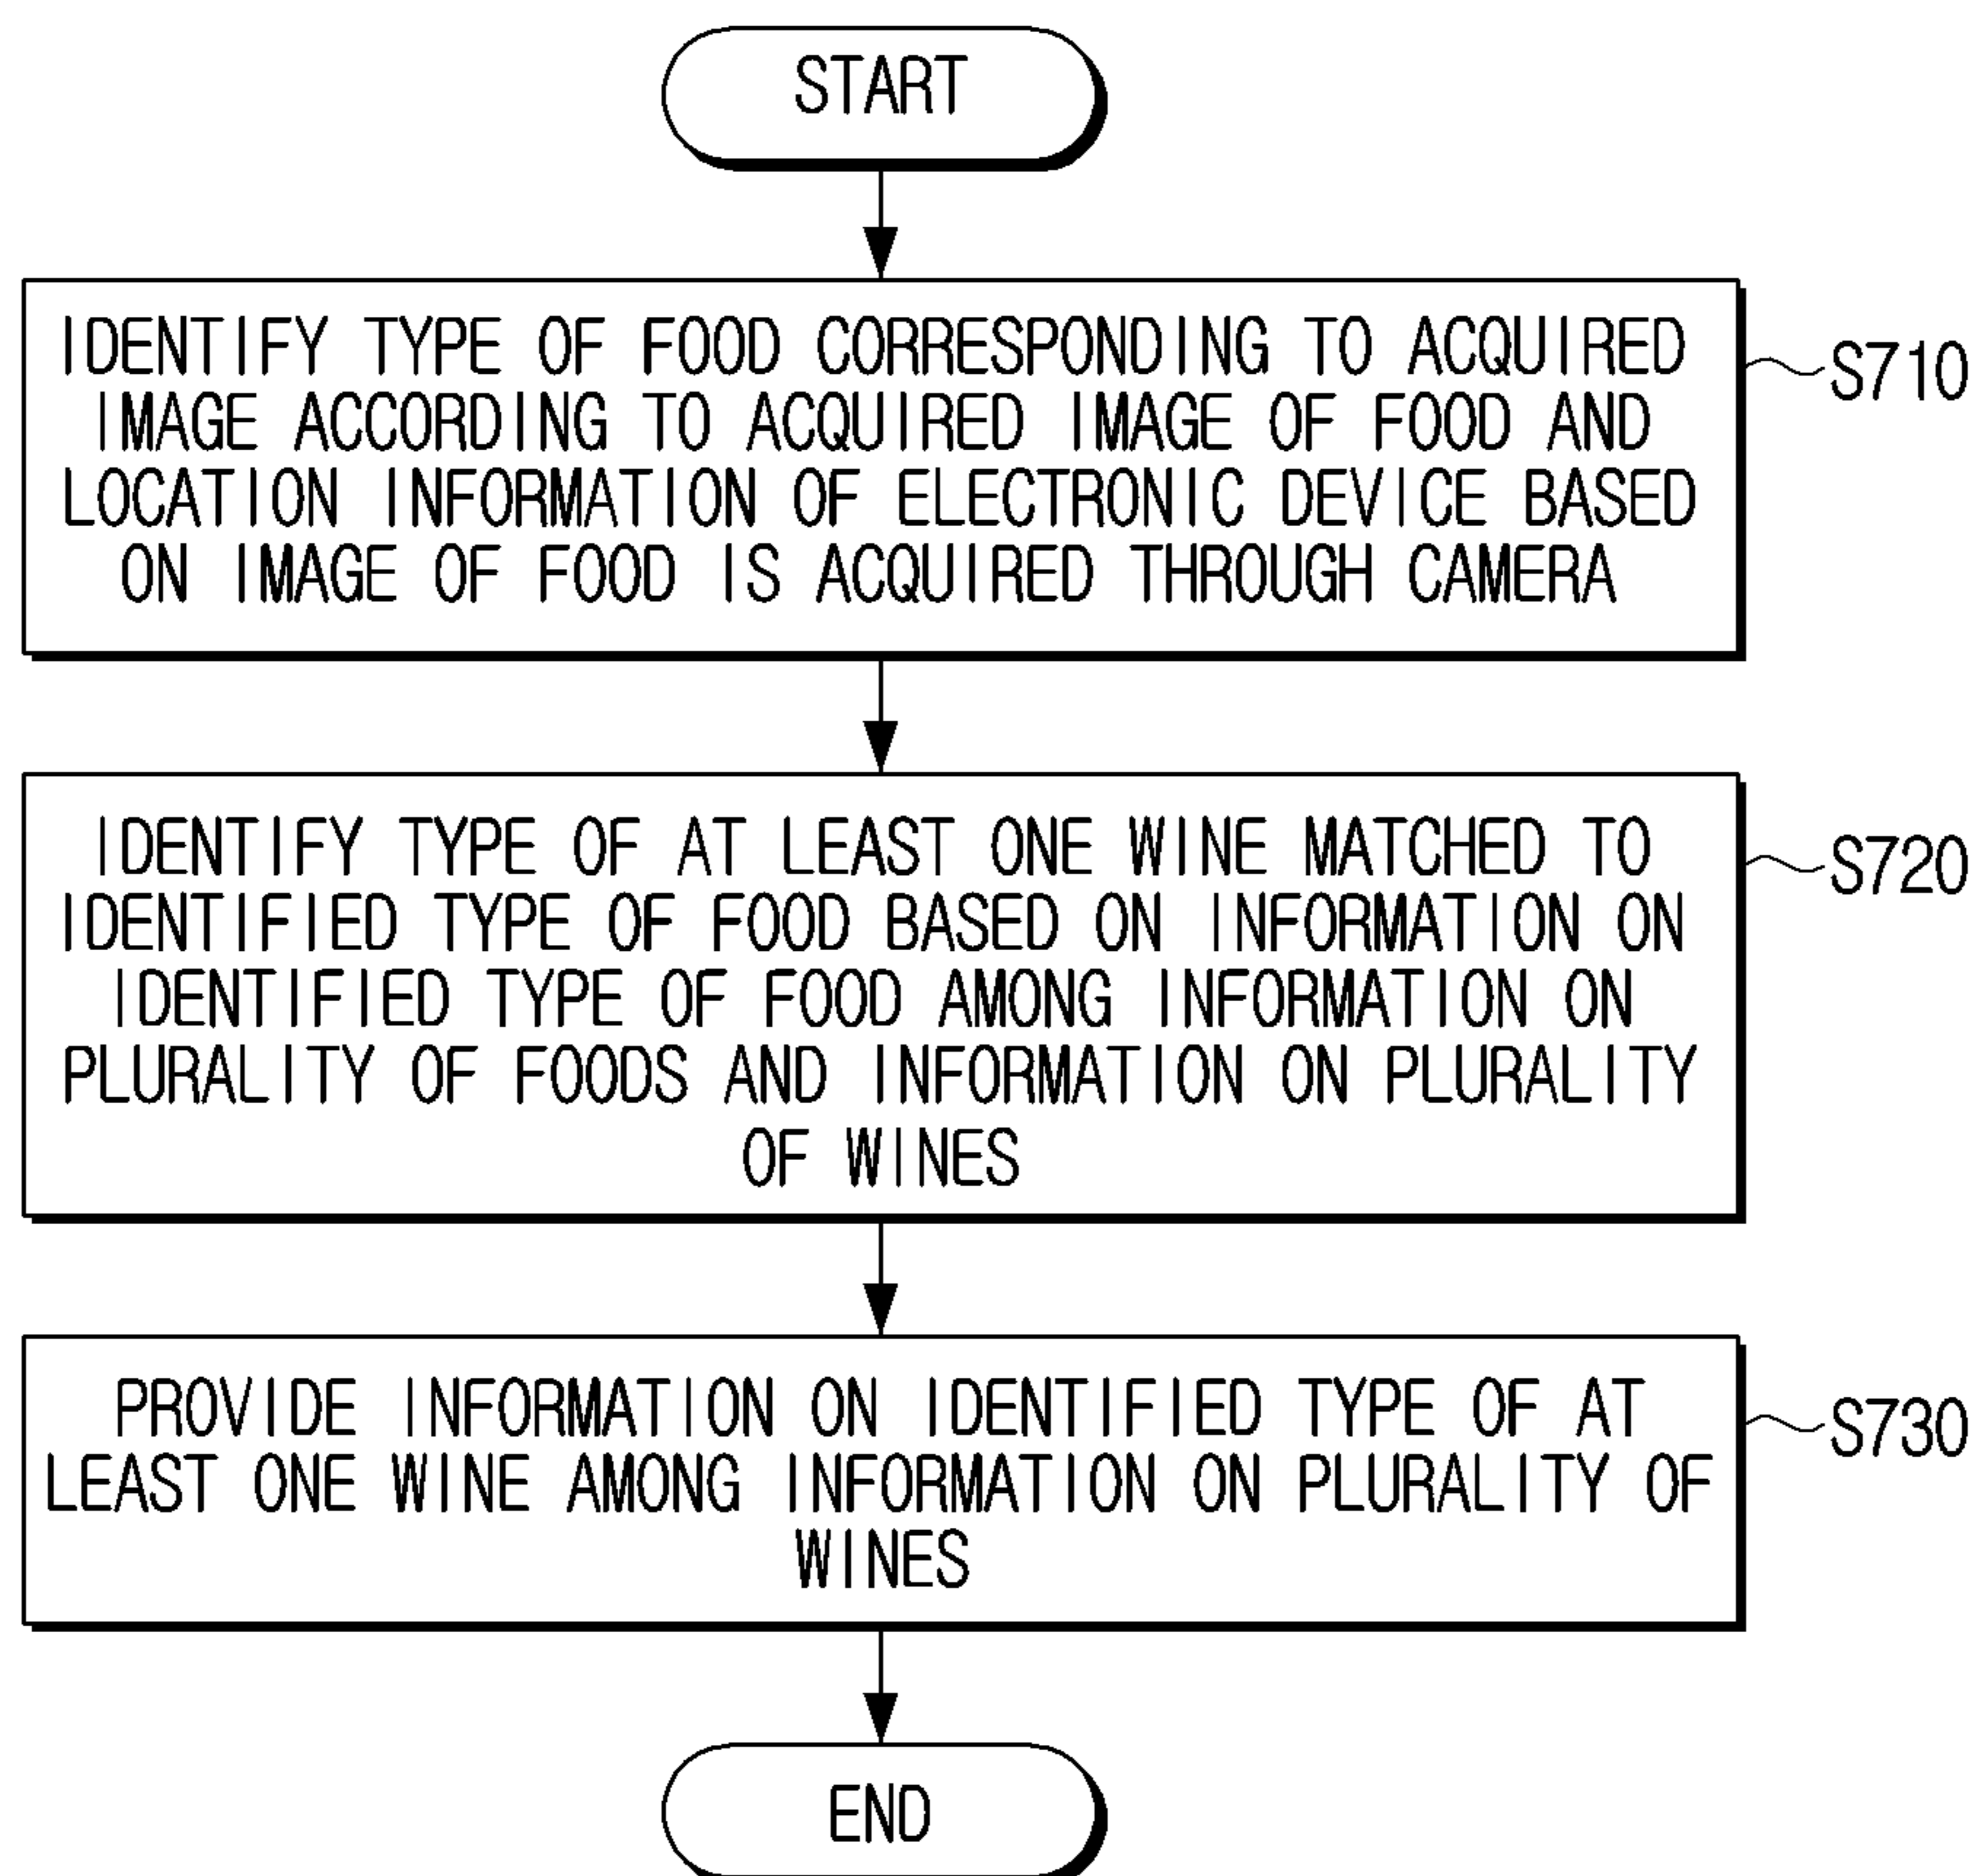 START
IDENTIFY TYPE OF FOOD CORRESPONDING TO ACQUIRED
IMAGE ACCORDING TO ACQUIRED IMAGE OF FOOD AND
LOCATION INFORMATION OF ELECTRONIC DEVICE BASED
ON IMAGE OF FOOD IS ACQUIRED THROUGH CAMERA
S710
IDENTIFY TYPE OF AT LEAST ONE WINE MATCHED TO
IDENTIFIED TYPE OF FOOD BASED ON INFORMATION ON
IDENTIFIED TYPE OF FOOD AMONG INFORMATION ON
PLURALITY OF FOODS AND INFORMATION ON PLURALITY
OF WINES
S720
PROVIDE INFORMATION ON IDENTIFIED TYPE OF AT
LEAST ONE WINE AMONG INFORMATION ON PLURALITY OF
WINES
S730
END